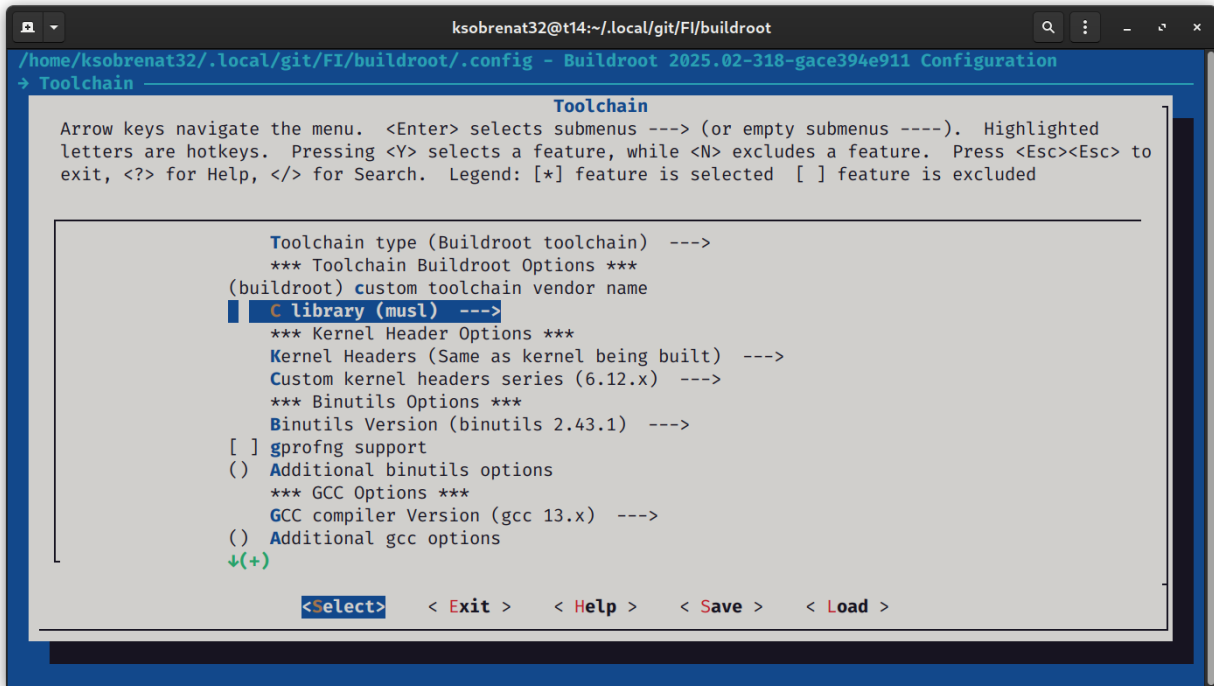 ksobrenat32@t14:~/.local/git/FI/buildroot
/home/ksobrenat32/.local/git/FI/buildroot/.config - Buildroot 2025.02-318-gace394e911 Configuration
→ Toolchain
Toolchain
Arrow keys navigate the menu. <Enter> selects submenus ---> (or empty submenus ----). Highlighted
letters are hotkeys. Pressing <Y> selects a feature, while <N> excludes a feature. Press <Esc><Esc> to
exit, <?> for Help, </> for Search. Legend: [*] feature is selected [ ] feature is excluded
Toolchain type (Buildroot toolchain) --->
*** Toolchain Buildroot Options ***
(buildroot) custom toolchain vendor name
C library (musl) --->
*** Kernel Header Options ***
Kernel Headers (Same as kernel being built) --->
Custom kernel headers series (6.12.x) --->
*** Binutils Options ***
Binutils Version (binutils 2.43.1) --->
[ ] gprofng support
() Additional binutils options
*** GCC Options ***
GCC compiler Version (gcc 13.x) --->
() Additional gcc options
↓(+)
<Select> < Exit > < Help > < Save > < Load >